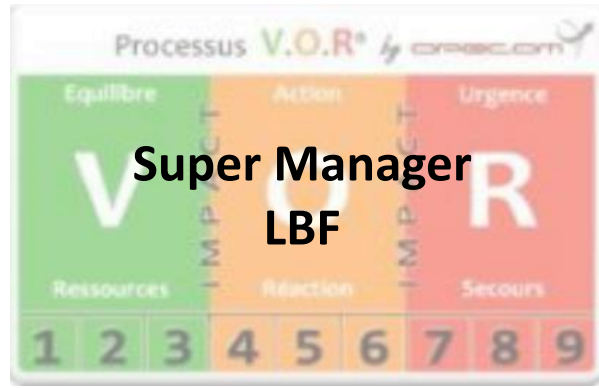 Processus V.O.R® by opecom
Equilibre Action Urgence
IMPACT IMPACT
V O R
Super Manager
LBF
Ressources Réaction Secours
1 2 3 4 5 6 7 8 9